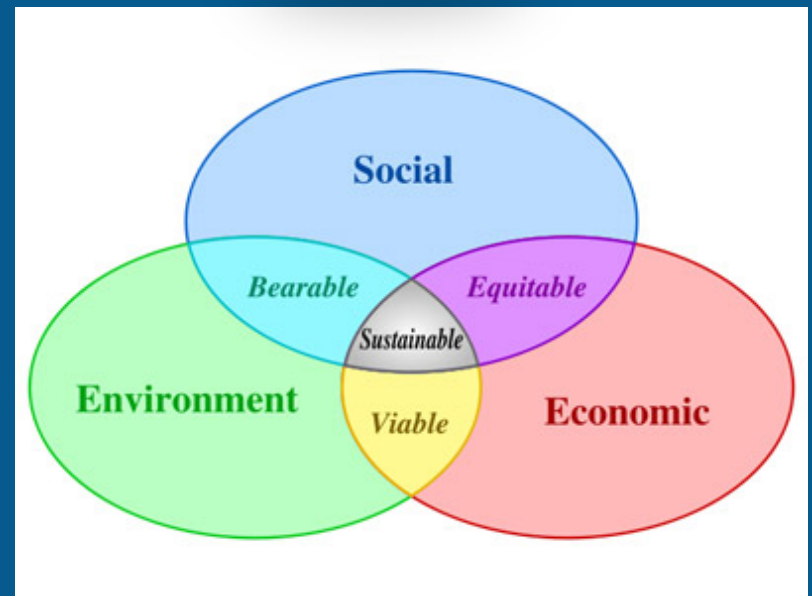 Social
Bearable
Equitable
Sustainable
Environment
Viable
Economic